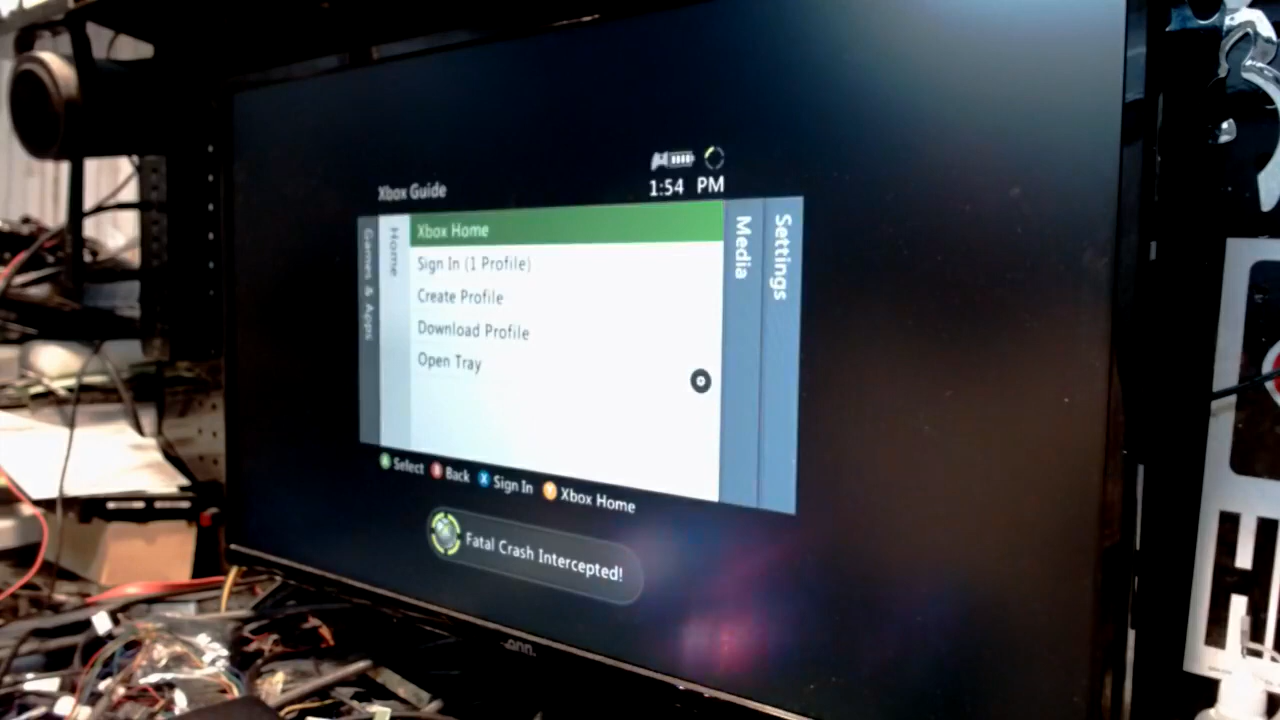 Xbox Guide
1:54 PM
Games & Apps
Home
Xbox Home
Sign In (1 Profile)
Create Profile
Download Profile
Open Tray
Media
Settings
A Select B Back X Sign In Y Xbox Home
Fatal Crash Intercepted!
onn.